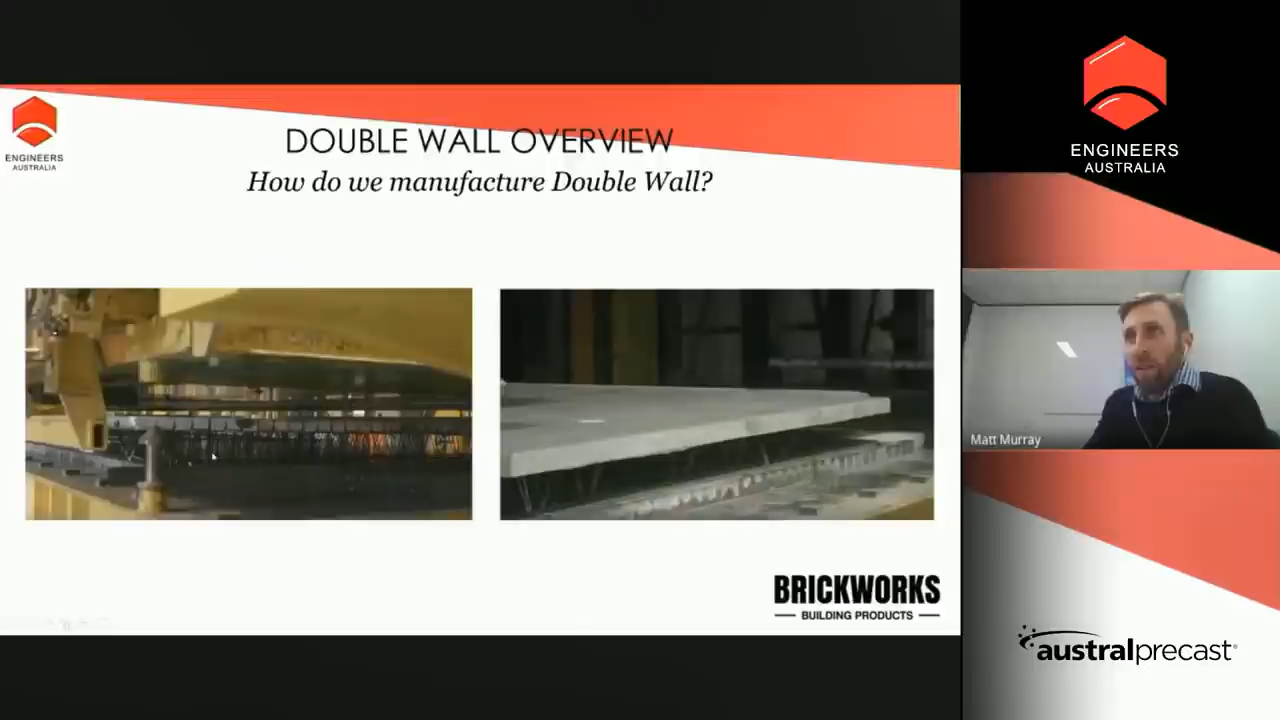 ENGINEERS
AUSTRALIA
DOUBLE WALL OVERVIEW
How do we manufacture Double Wall?
BRICKWORKS
BUILDING PRODUCTS
ENGINEERS
AUSTRALIA
Matt Murray
australprecast